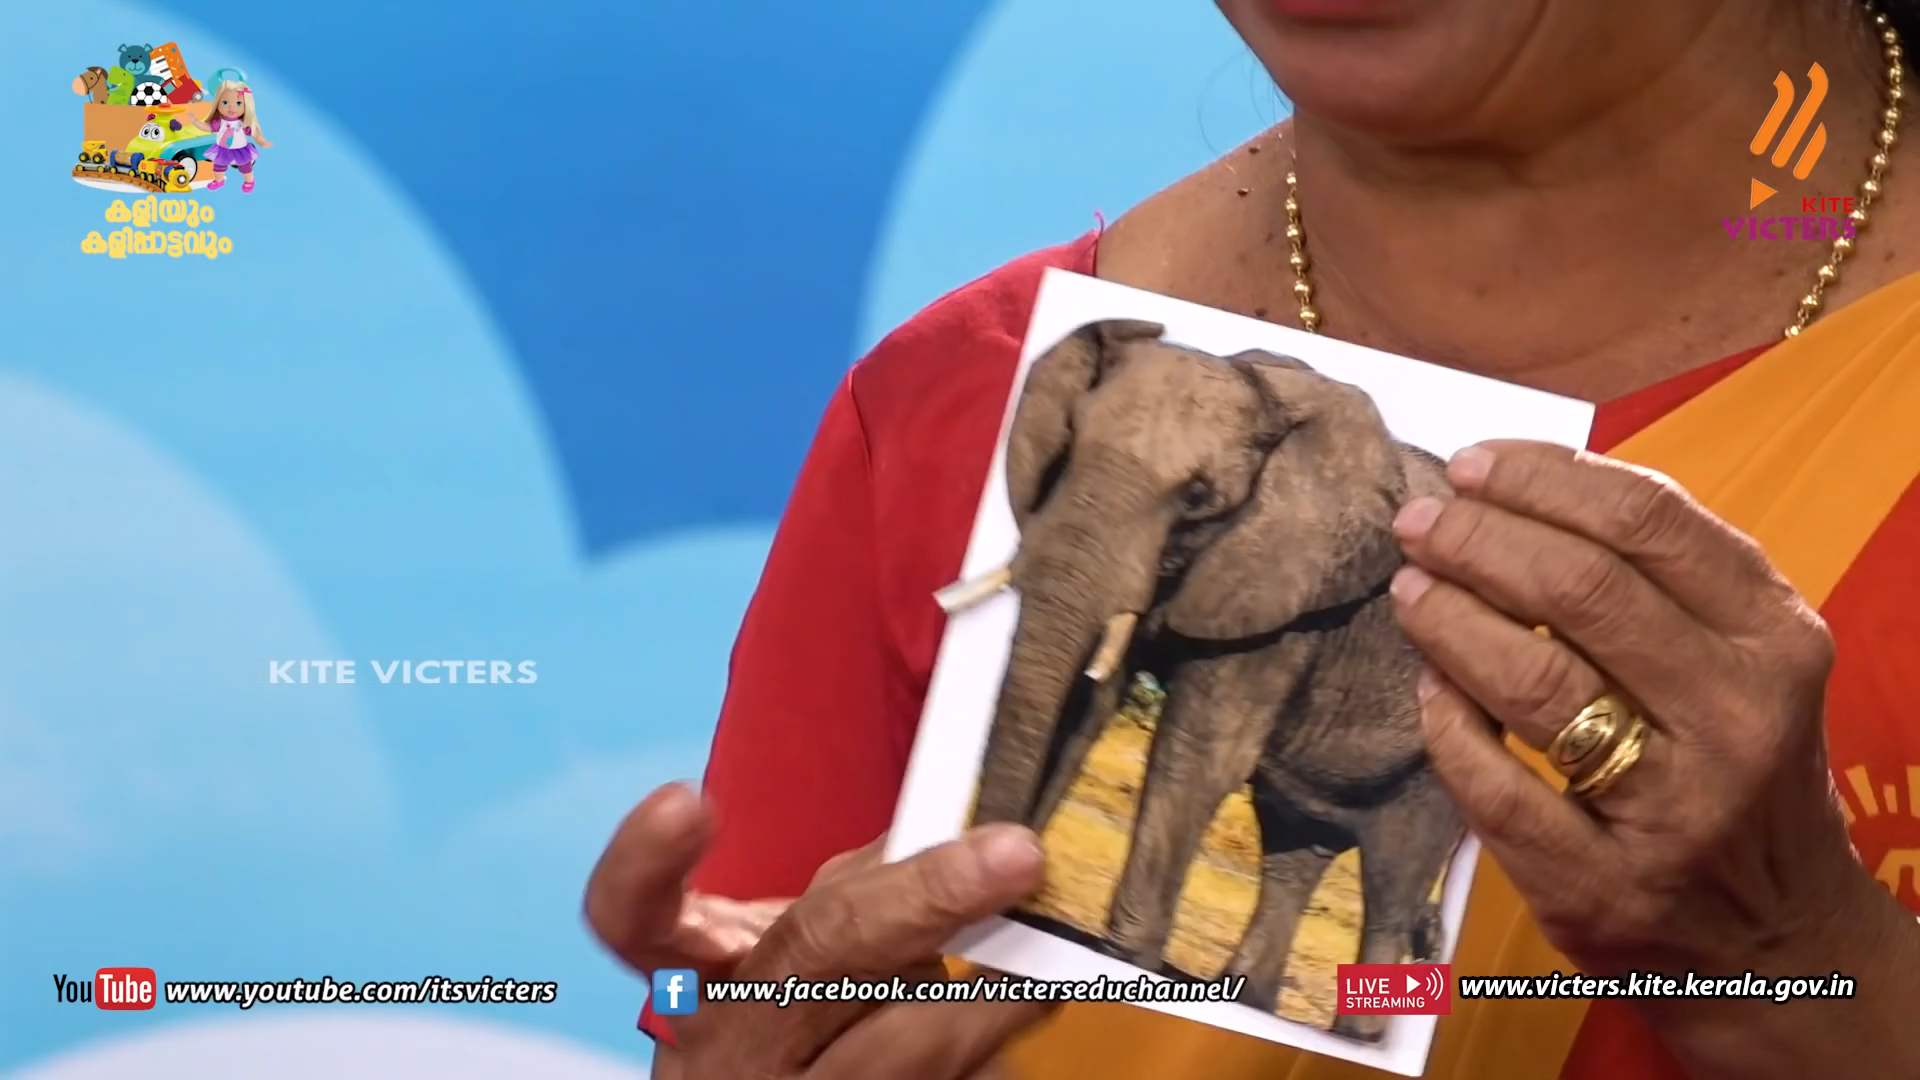 കളിയും
കളിപ്പാട്ടവും
KITE
VICTERS
KITE VICTERS
YouTube www.youtube.com/itsvicters
f www.facebook.com/victerseduchannel/
LIVE STREAMING www.victers.kite.kerala.gov.in